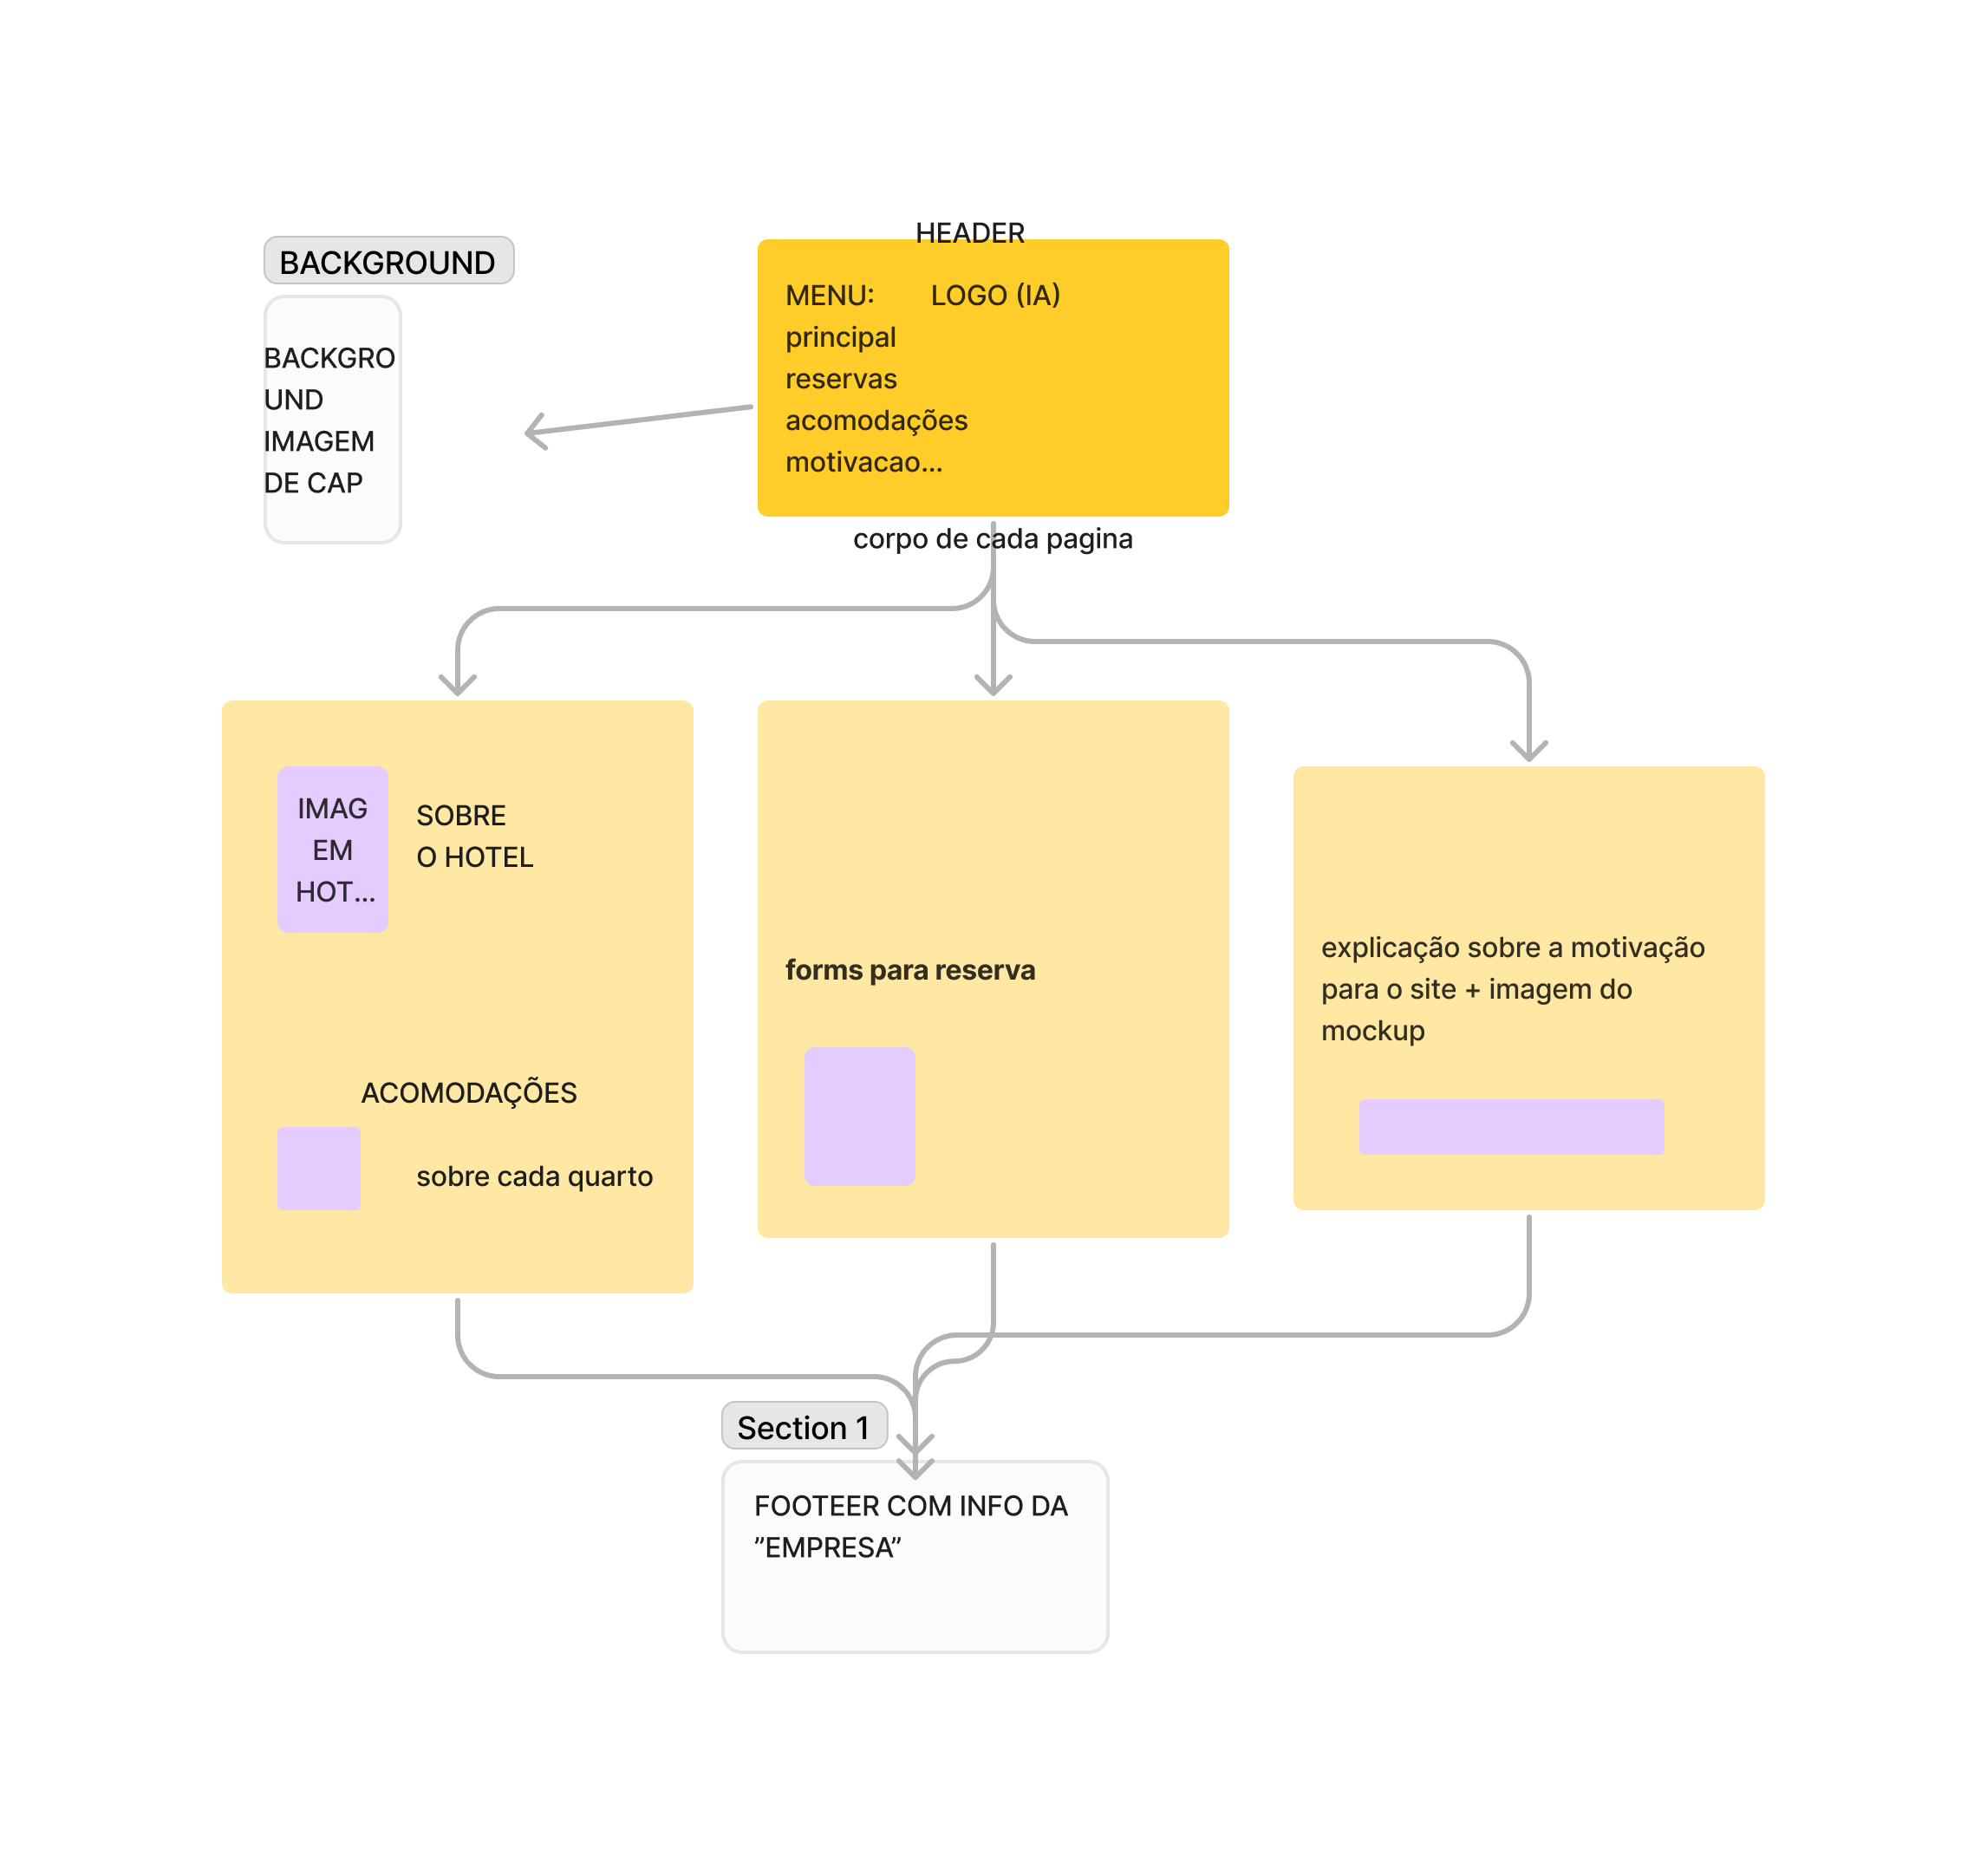 HEADER
BACKGROUND
MENU: LOGO (IA)
principal
reservas
acomodações
motivacao...
BACKGRO
UND
IMAGEM
DE CAP
corpo de cada pagina
IMAG
EM
HOT...
SOBRE
O HOTEL
ACOMODAÇÕES
sobre cada quarto
forms para reserva
explicação sobre a motivação
para o site + imagem do
mockup
Section 1
FOOTEER COM INFO DA
”EMPRESA”